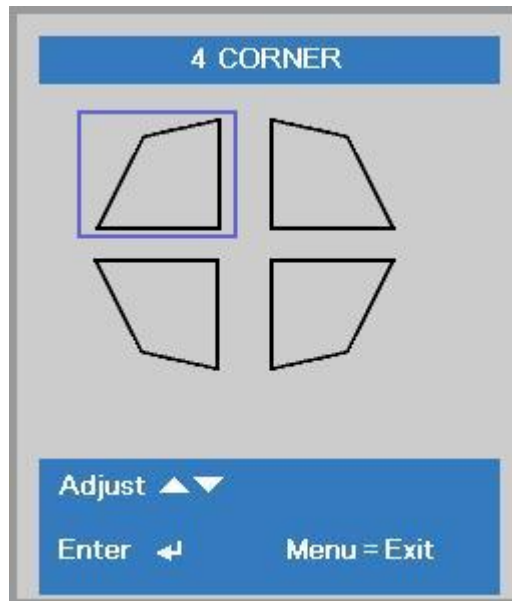 4 CORNER
Adjust ▲▼
Enter ↵
Menu = Exit